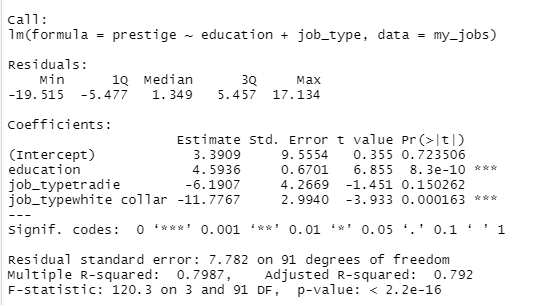 Call:
lm(formula = prestige ~ education + job_type, data = my_jobs)
Residuals:
Min 1Q Median 3Q Max
-19.515 -5.477 1.349 5.457 17.134
Coefficients:
Estimate Std. Error t value Pr(>|t|)
(Intercept) 3.3909 9.5554 0.355 0.723506
education 4.5936 0.6701 6.855 8.3e-10 ***
job_typetradie -6.1907 4.2669 -1.451 0.150262
job_typewhite collar -11.7767 2.9940 -3.933 0.000163 ***
---
Signif. codes: 0 ‘***’ 0.001 ‘**’ 0.01 ‘*’ 0.05 ‘.’ 0.1 ‘ ’ 1
Residual standard error: 7.782 on 91 degrees of freedom
Multiple R-squared: 0.7987, Adjusted R-squared: 0.792
F-statistic: 120.3 on 3 and 91 DF, p-value: < 2.2e-16